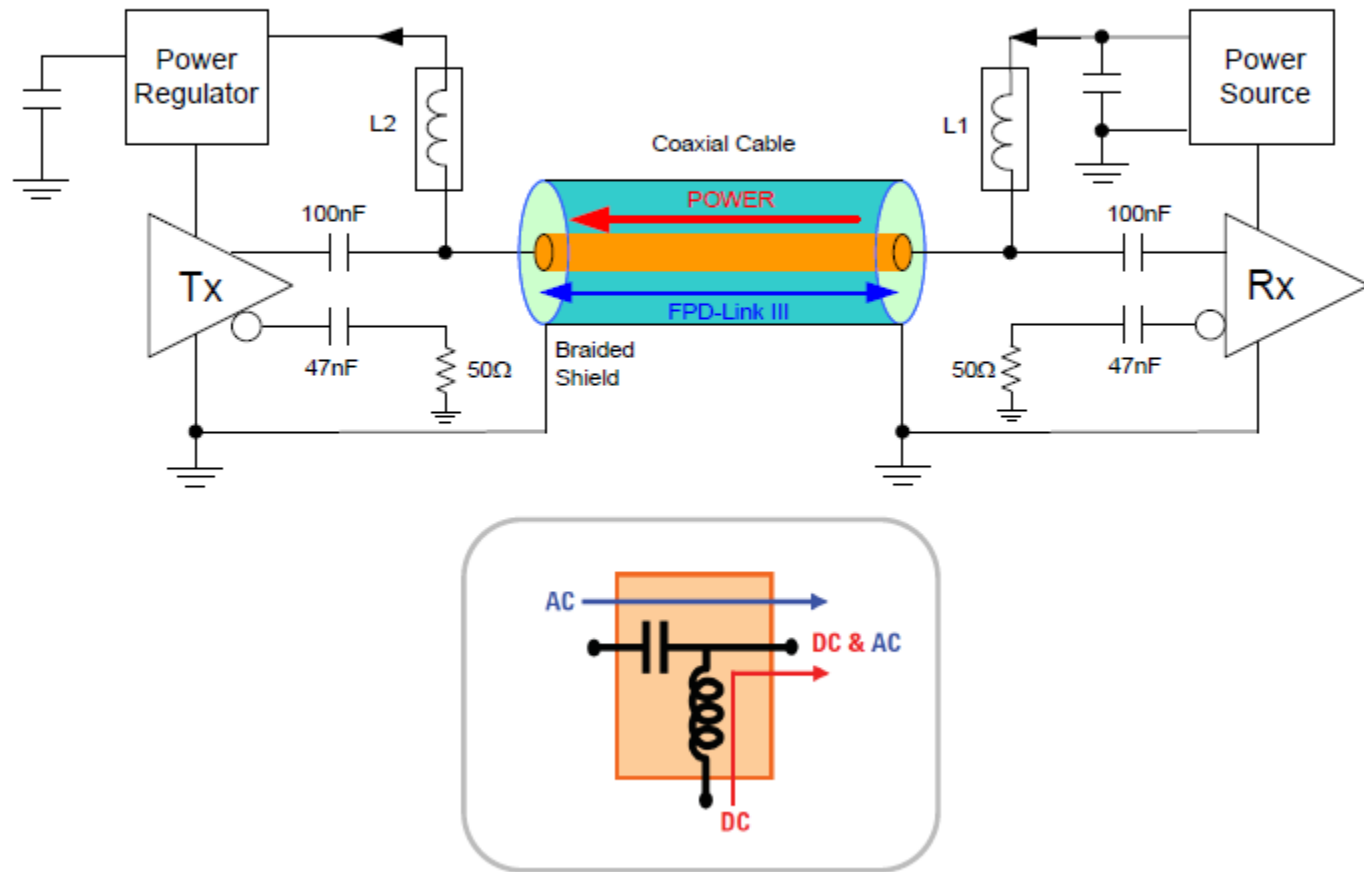 Power
Regulator
Power
Source
L2
L1
Coaxial Cable
POWER
100nF
100nF
Tx
Rx
FPD-Link III
47nF
50Ω
Braided
Shield
50Ω
47nF
AC
DC & AC
DC